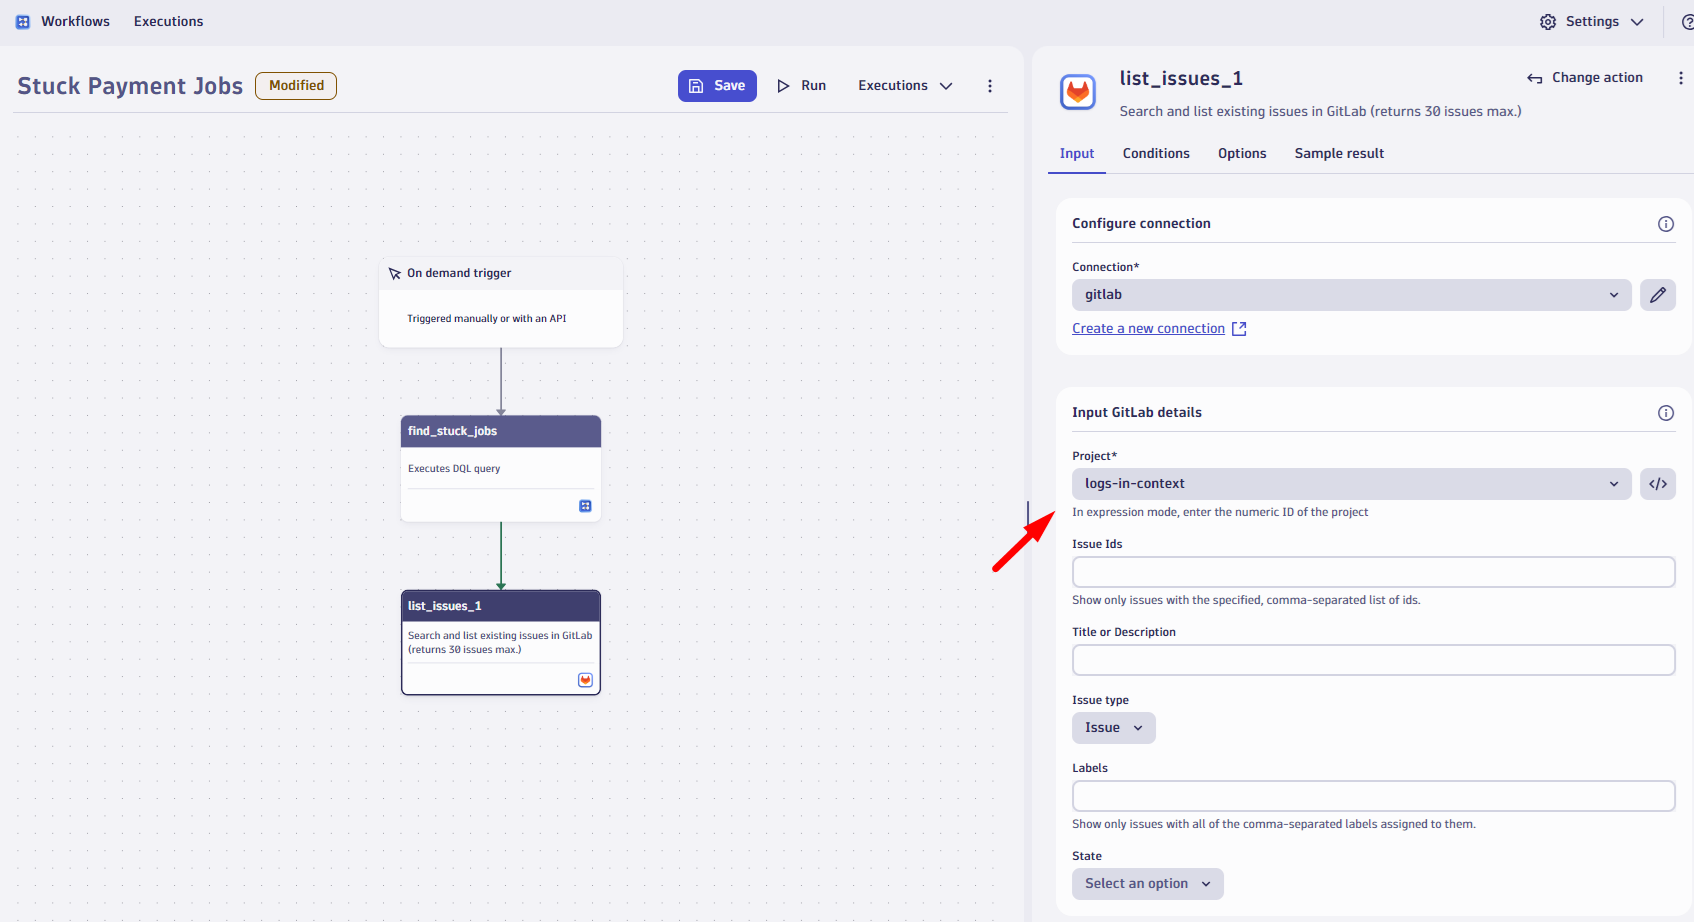 Workflows
Executions
Settings
Stuck Payment Jobs
Modified
Save
Run
Executions
On demand trigger
Triggered manually or with an API
find_stuck_jobs
Executes DQL query
list_issues_1
Search and list existing issues in GitLab
(returns 30 issues max.)
list_issues_1
Change action
Search and list existing issues in GitLab (returns 30 issues max.)
Input
Conditions
Options
Sample result
Configure connection
Connection*
gitlab
Create a new connection
Input GitLab details
Project*
logs-in-context
</>
In expression mode, enter the numeric ID of the project
Issue Ids
Show only issues with the specified, comma-separated list of ids.
Title or Description
Issue type
Issue
Labels
Show only issues with all of the comma-separated labels assigned to them.
State
Select an option